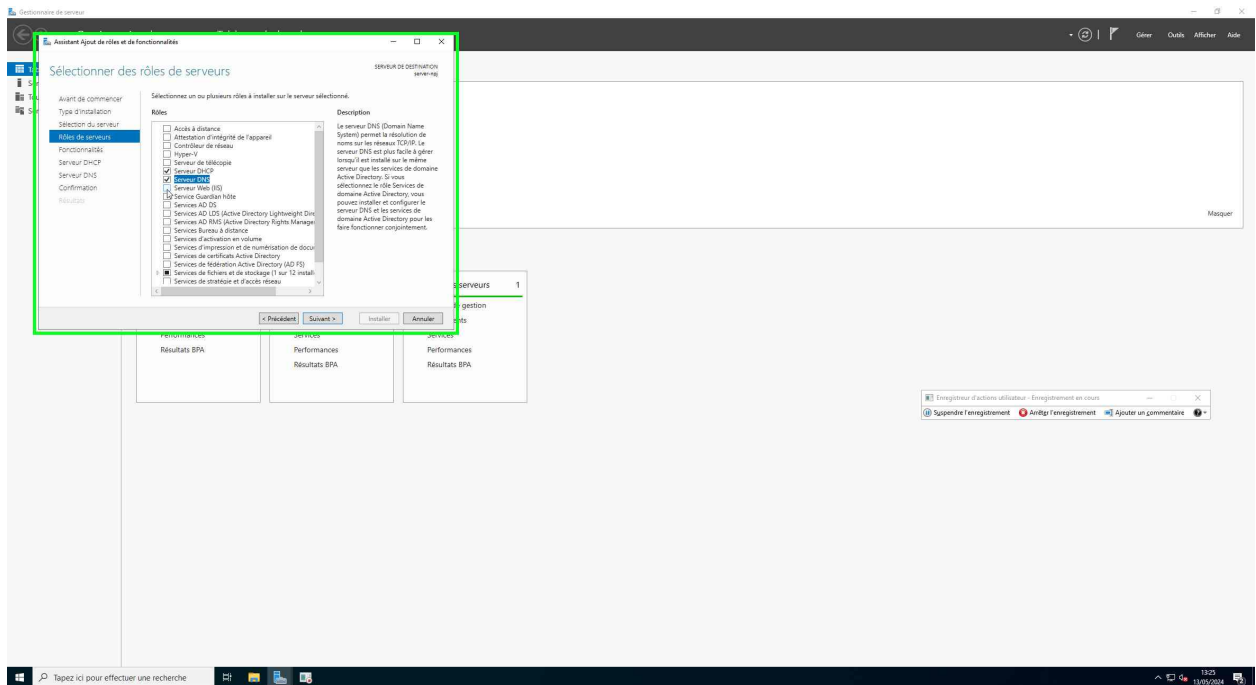 Gestionnaire de serveur
Gérer Outils Afficher Aide
Assistant Ajout de rôles et de fonctionnalités
Sélectionner des rôles de serveurs
SERVEUR DE DESTINATION
Avant de commencer
Type d'installation
Sélection du serveur
Rôles de serveurs
Fonctionnalités
Serveur DHCP
Serveur DNS
Confirmation
Résultats
Sélectionnez un ou plusieurs rôles à installer sur le serveur sélectionné.
Rôles
Accès à distance
Attestation d'intégrité de l'appareil
Contrôleur de réseau
Hyper-V
Serveur de télécopie
Serveur DHCP
Serveur DNS
Serveur Web (IIS)
Service Guardian hôte
Services AD DS
Services AD LDS (Active Directory Lightweight Dire
Services AD RMS (Active Directory Rights Manage
Services Bureau à distance
Services d'activation en volume
Services d'impression et de numérisation de docu
Services de certificats Active Directory
Services de fédération Active Directory (AD FS)
Services de fichiers et de stockage (1 sur 12 install
Services de stratégie et d'accès réseau
Description
Le serveur DNS (Domain Name
System) permet la résolution de
noms sur les réseaux TCP/IP. Le
serveur DNS est plus facile à gérer
lorsqu'il est installé sur le même
serveur que les services de domaine
Active Directory. Si vous
sélectionnez le rôle Services de
domaine Active Directory, vous
pouvez installer et configurer le
serveur DNS et les services de
domaine Active Directory pour les
faire fonctionner conjointement.
< Précédent Suivant > Installer Annuler
Masquer
serveurs 1
gestion
Performances
Résultats BPA
Services
Performances
Résultats BPA
Services
Performances
Résultats BPA
Enregistreur d'actions utilisateur - Enregistrement en cours
Suspendre l'enregistrement Arrêter l'enregistrement Ajouter un commentaire
Tapez ici pour effectuer une recherche
13:25
13/05/2024